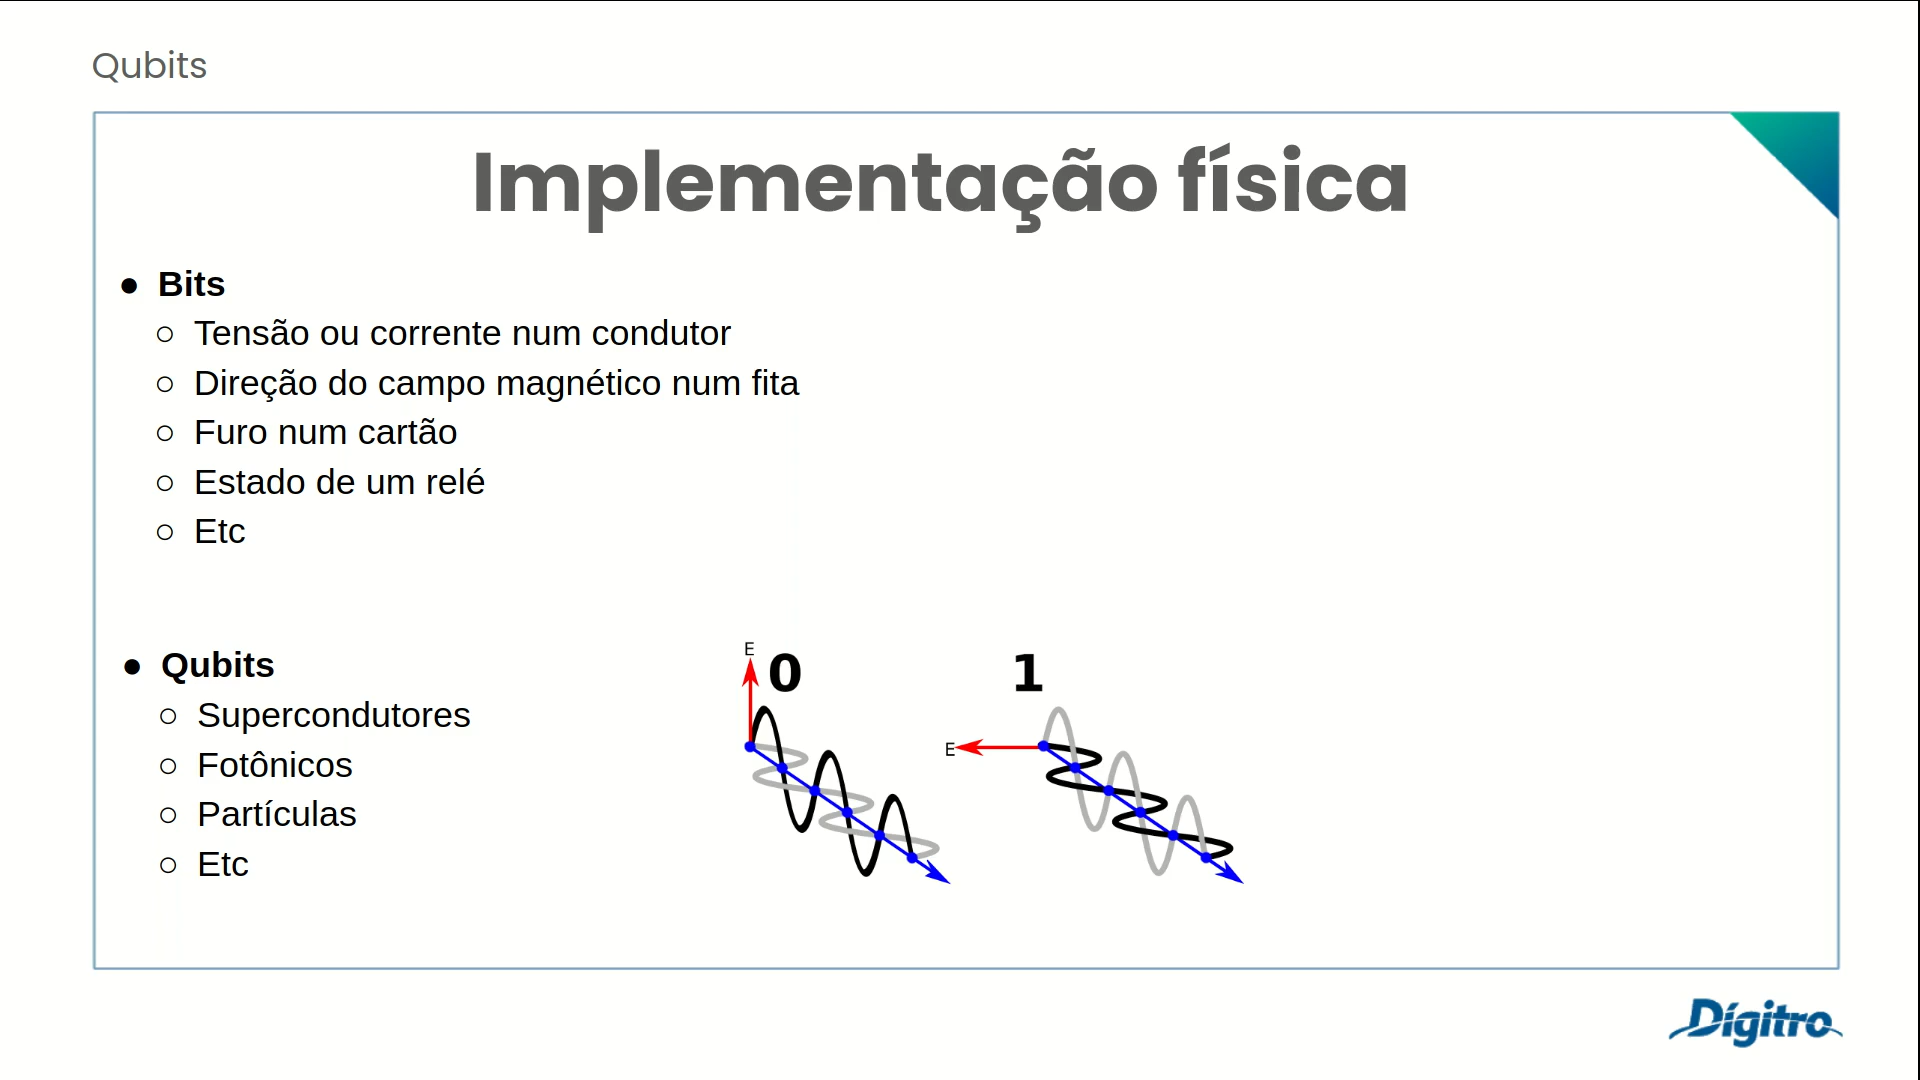 Qubits
Implementação física
● Bits
○ Tensão ou corrente num condutor
○ Direção do campo magnético num fita
○ Furo num cartão
○ Estado de um relé
○ Etc
● Qubits
○ Supercondutores
○ Fotônicos
○ Partículas
○ Etc
E
0
1
E
Dígitro